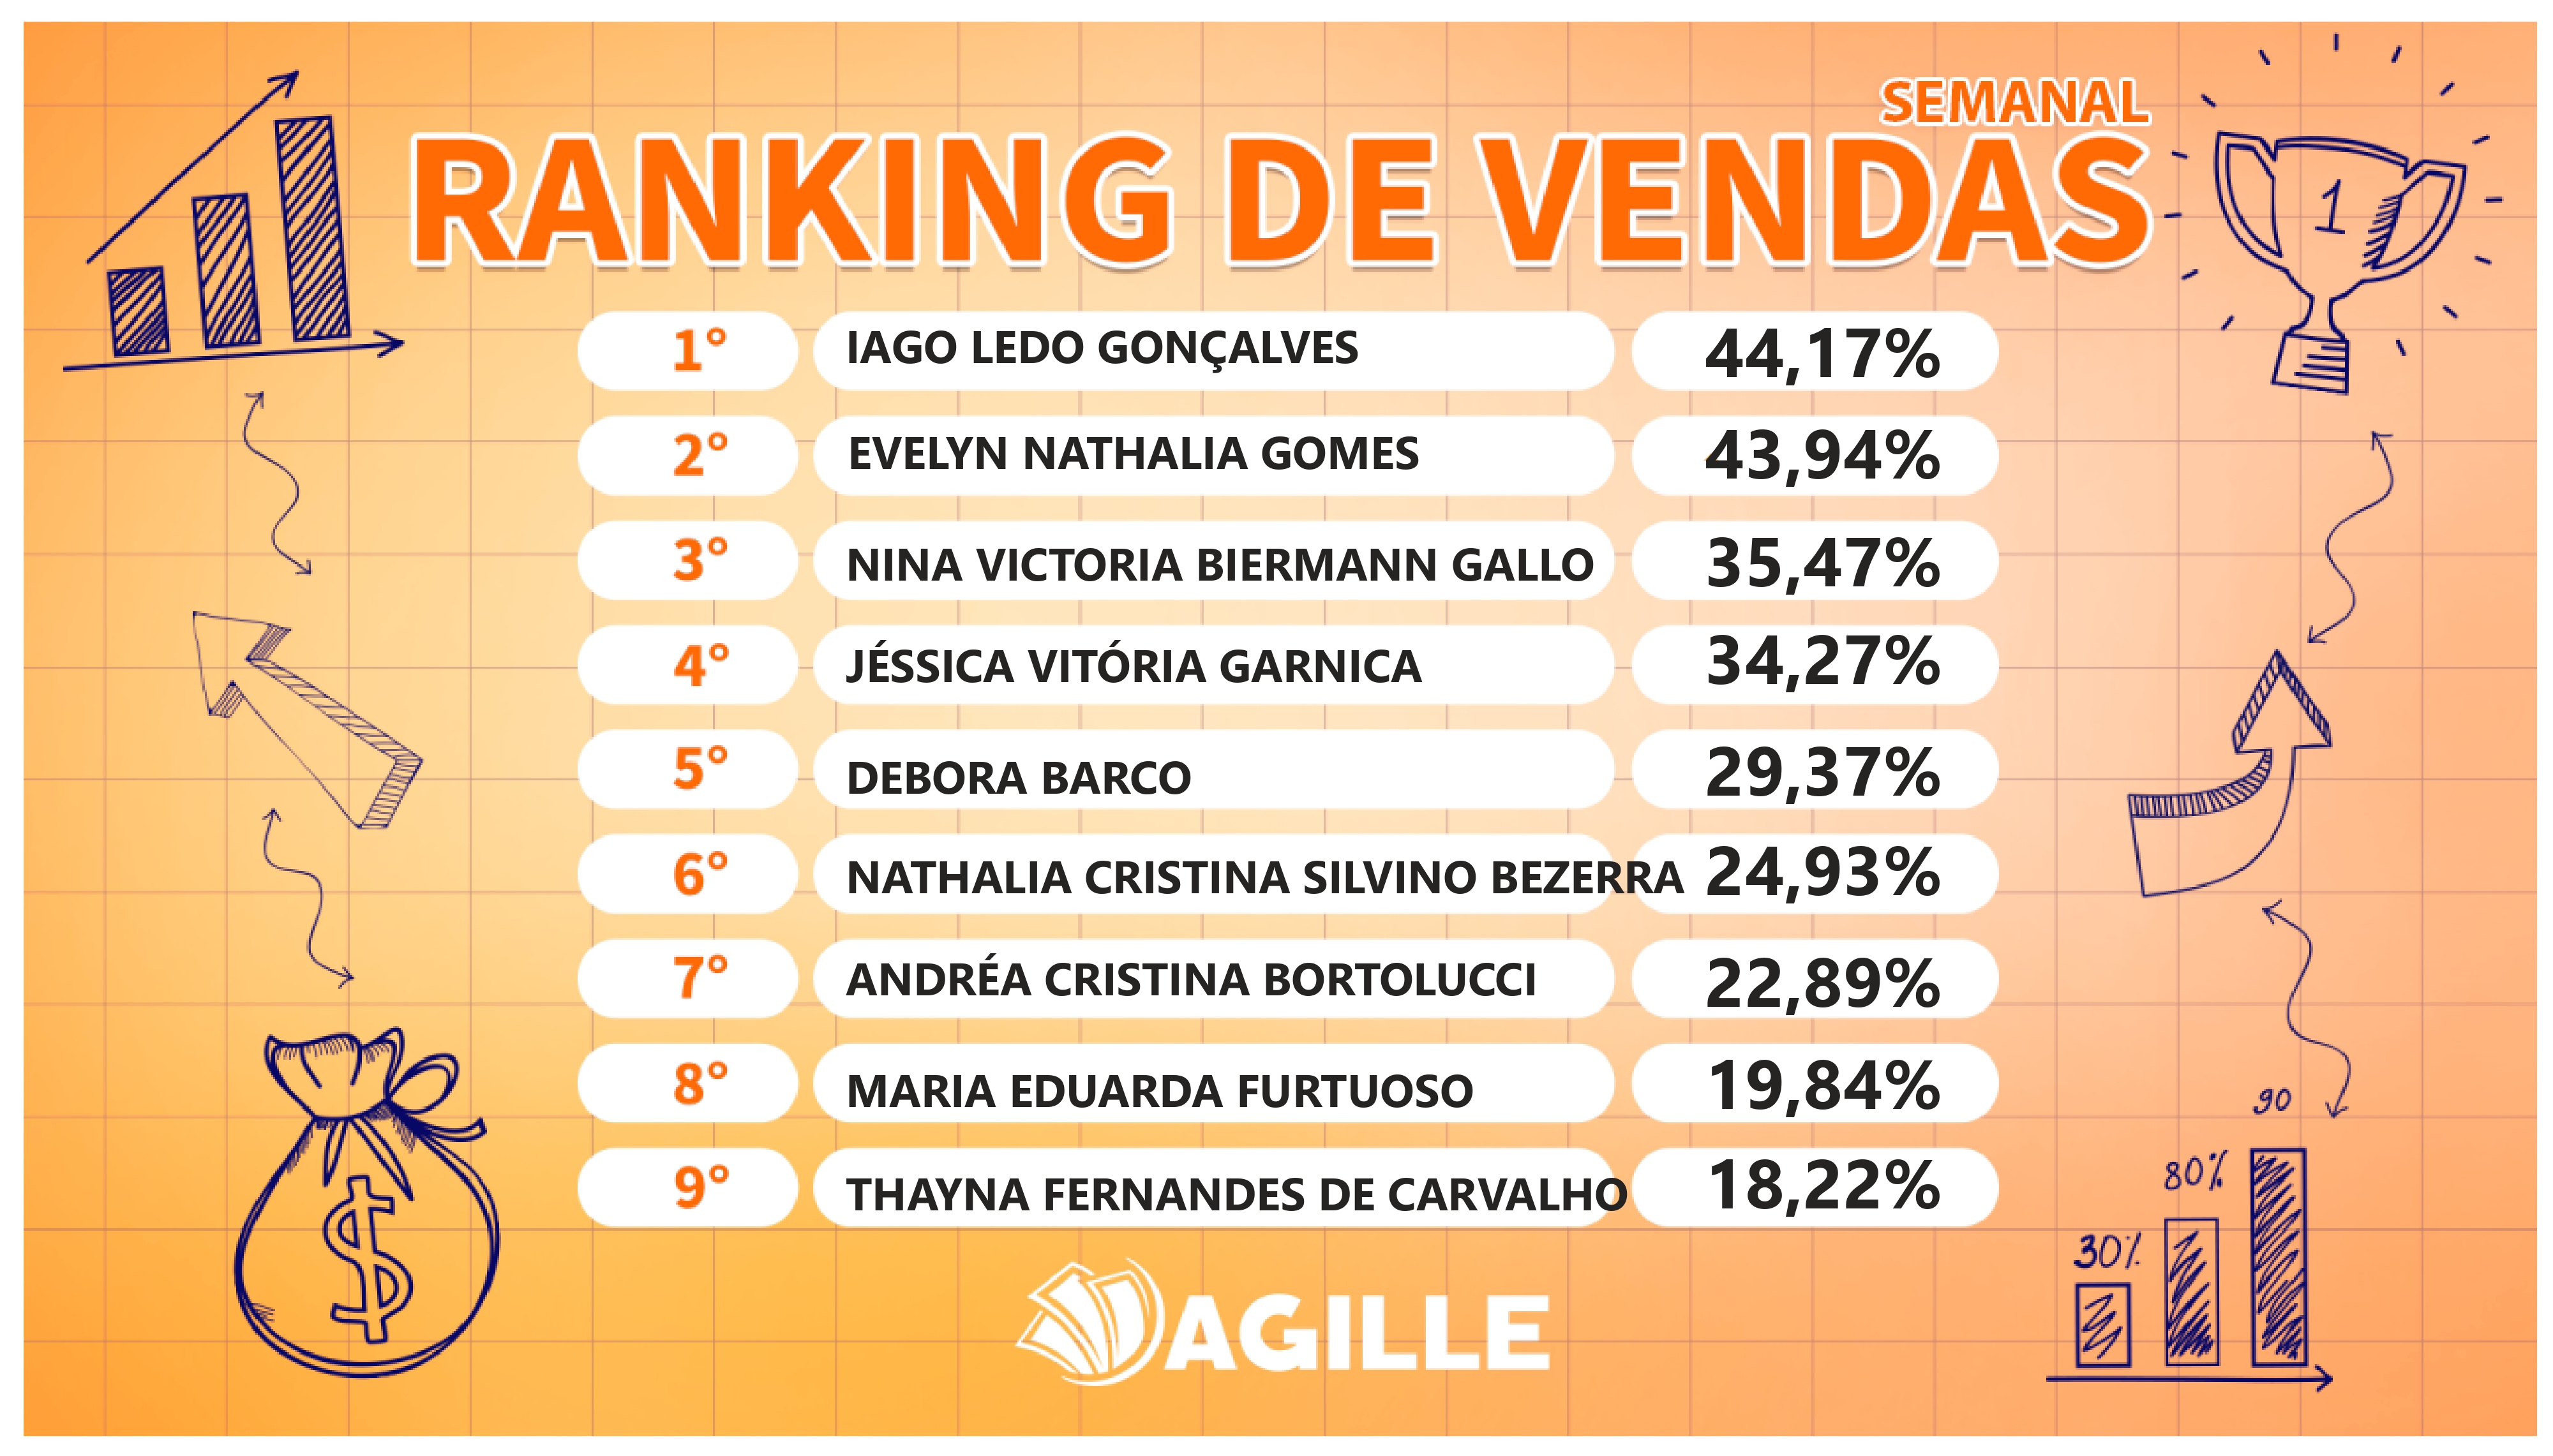 SEMANAL
RANKING DE VENDAS
1
1° IAGO LEDO GONÇALVES 44,17%
2° EVELYN NATHALIA GOMES 43,94%
3° NINA VICTORIA BIERMANN GALLO 35,47%
4° JÉSSICA VITÓRIA GARNICA 34,27%
5° DEBORA BARCO 29,37%
6° NATHALIA CRISTINA SILVINO BEZERRA 24,93%
7° ANDRÉA CRISTINA BORTOLUCCI 22,89%
8° MARIA EDUARDA FURTUOSO 19,84%
9° THAYNA FERNANDES DE CARVALHO 18,22%
$
90
80%
30%
AGILLE